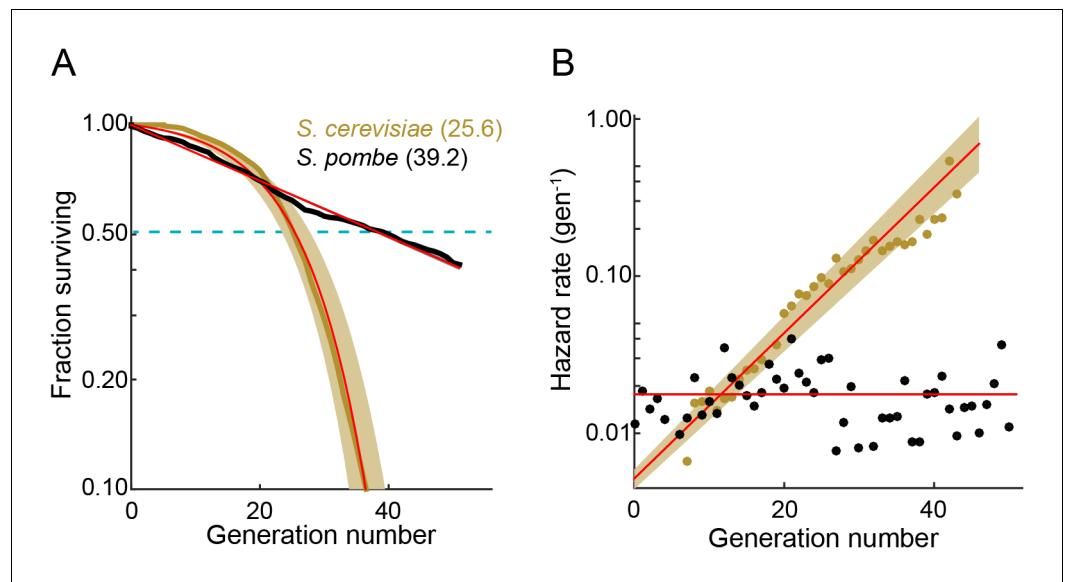 A
1.00
0.50
0.20
0.10
Fraction surviving
S. cerevisiae (25.6)
S. pombe (39.2)
0
20
40
Generation number
B
1.00
0.10
0.01
Hazard rate (gen⁻¹)
0
20
40
Generation number